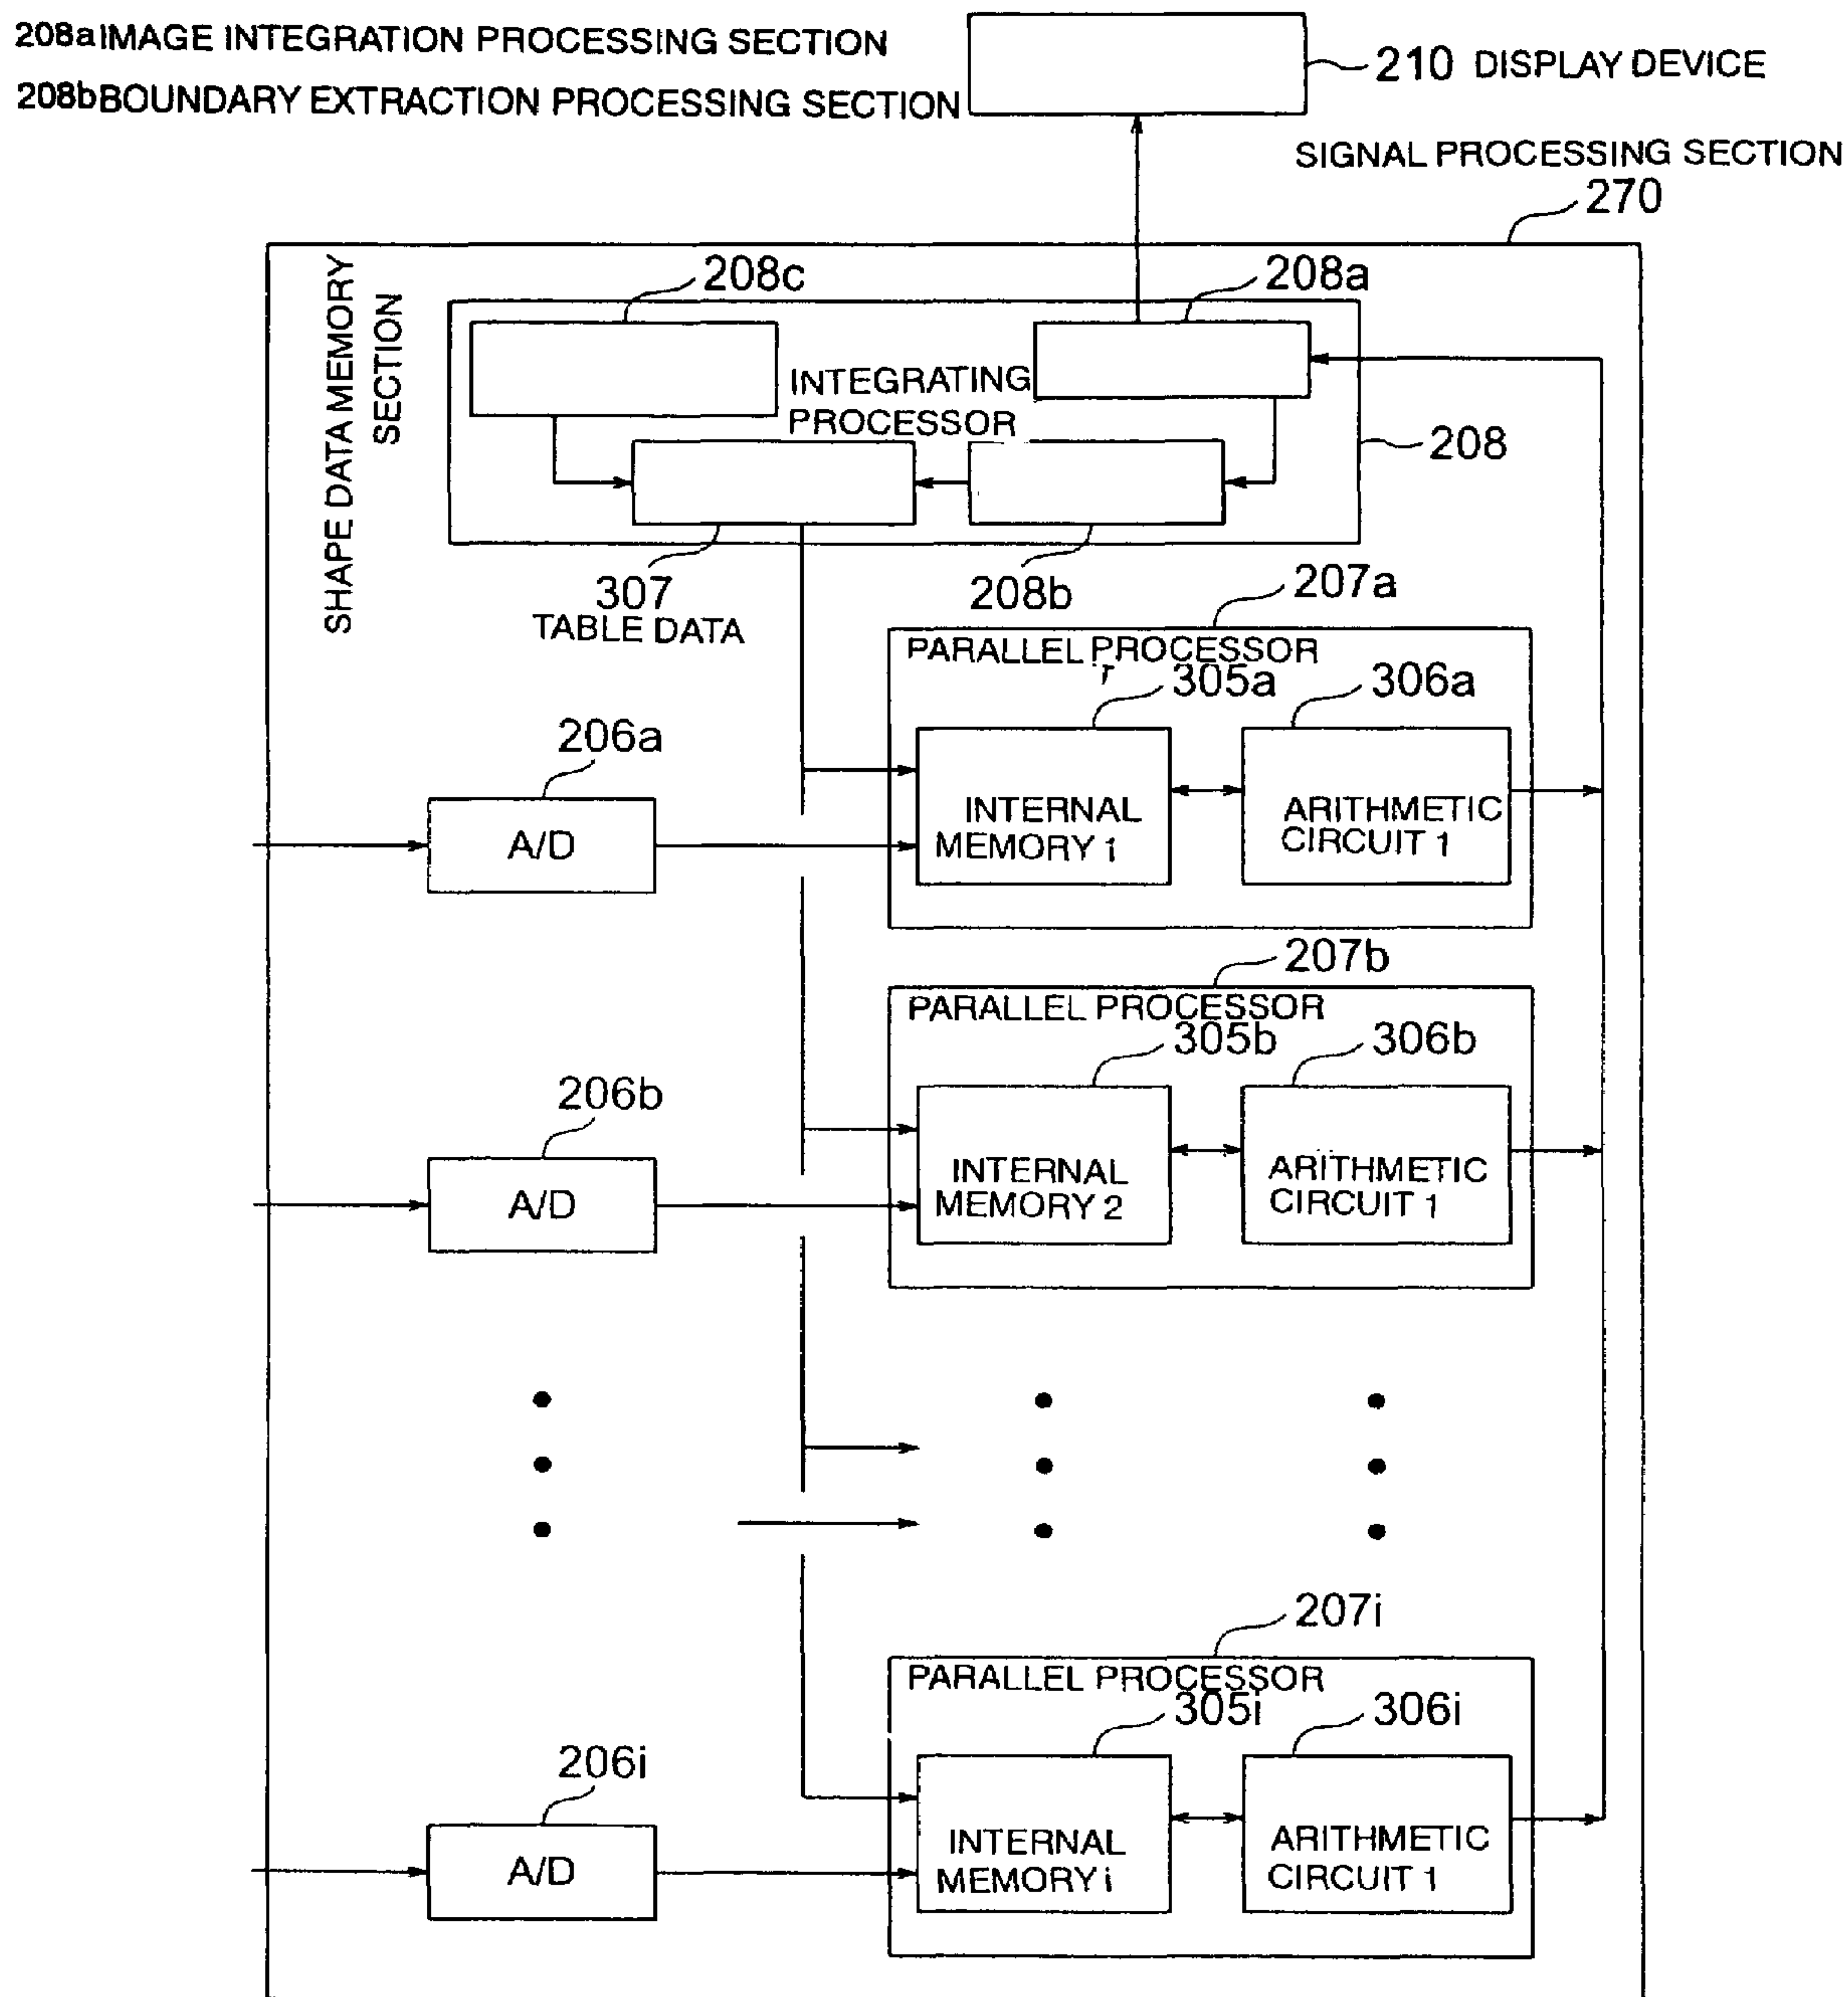 208a IMAGE INTEGRATION PROCESSING SECTION
208b BOUNDARY EXTRACTION PROCESSING SECTION
210 DISPLAY DEVICE
SIGNAL PROCESSING SECTION
270
SHAPE DATA MEMORY
SECTION
208c
208a
INTEGRATING
PROCESSOR
208
307
TABLE DATA
208b
207a
PARALLEL PROCESSOR
305a
306a
206a
A/D
INTERNAL
MEMORY 1
ARITHMETIC
CIRCUIT 1
207b
PARALLEL PROCESSOR
305b
306b
206b
A/D
INTERNAL
MEMORY 2
ARITHMETIC
CIRCUIT 1
207i
PARALLEL PROCESSOR
305i
306i
206i
A/D
INTERNAL
MEMORY i
ARITHMETIC
CIRCUIT 1